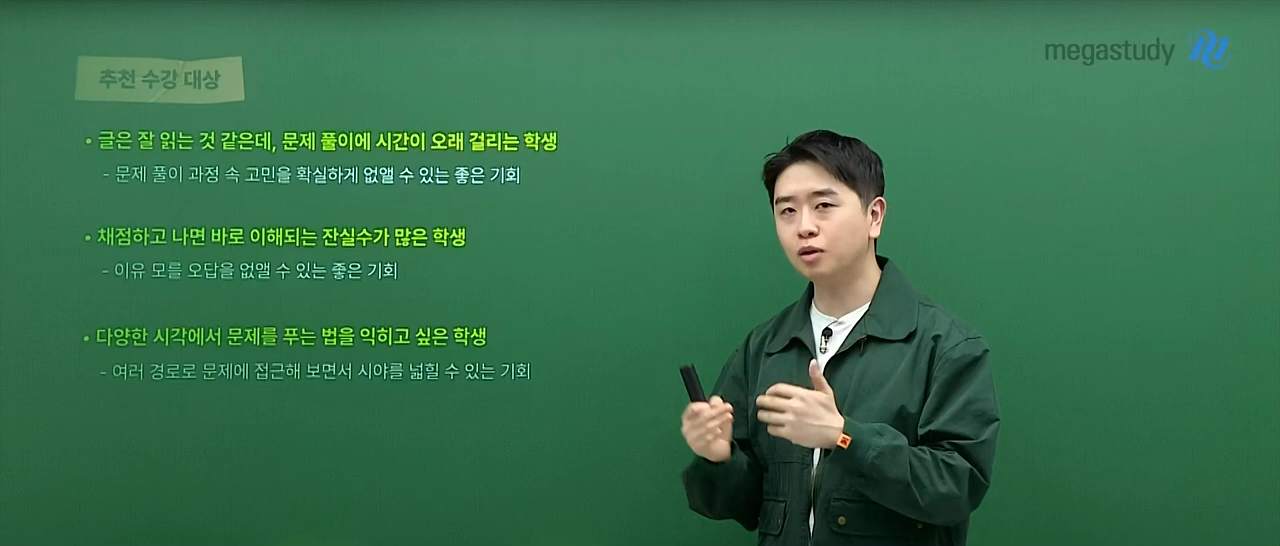 megastudy
추천 수강 대상
• 글은 잘 읽는 것 같은데, 문제 풀이에 시간이 오래 걸리는 학생
- 문제 풀이 과정 속 고민을 확실하게 없앨 수 있는 좋은 기회
• 채점하고 나면 바로 이해되는 잔실수가 많은 학생
- 이유 모를 오답을 없앨 수 있는 좋은 기회
• 다양한 시각에서 문제를 푸는 법을 익히고 싶은 학생
- 여러 경로로 문제에 접근해 보면서 시야를 넓힐 수 있는 기회